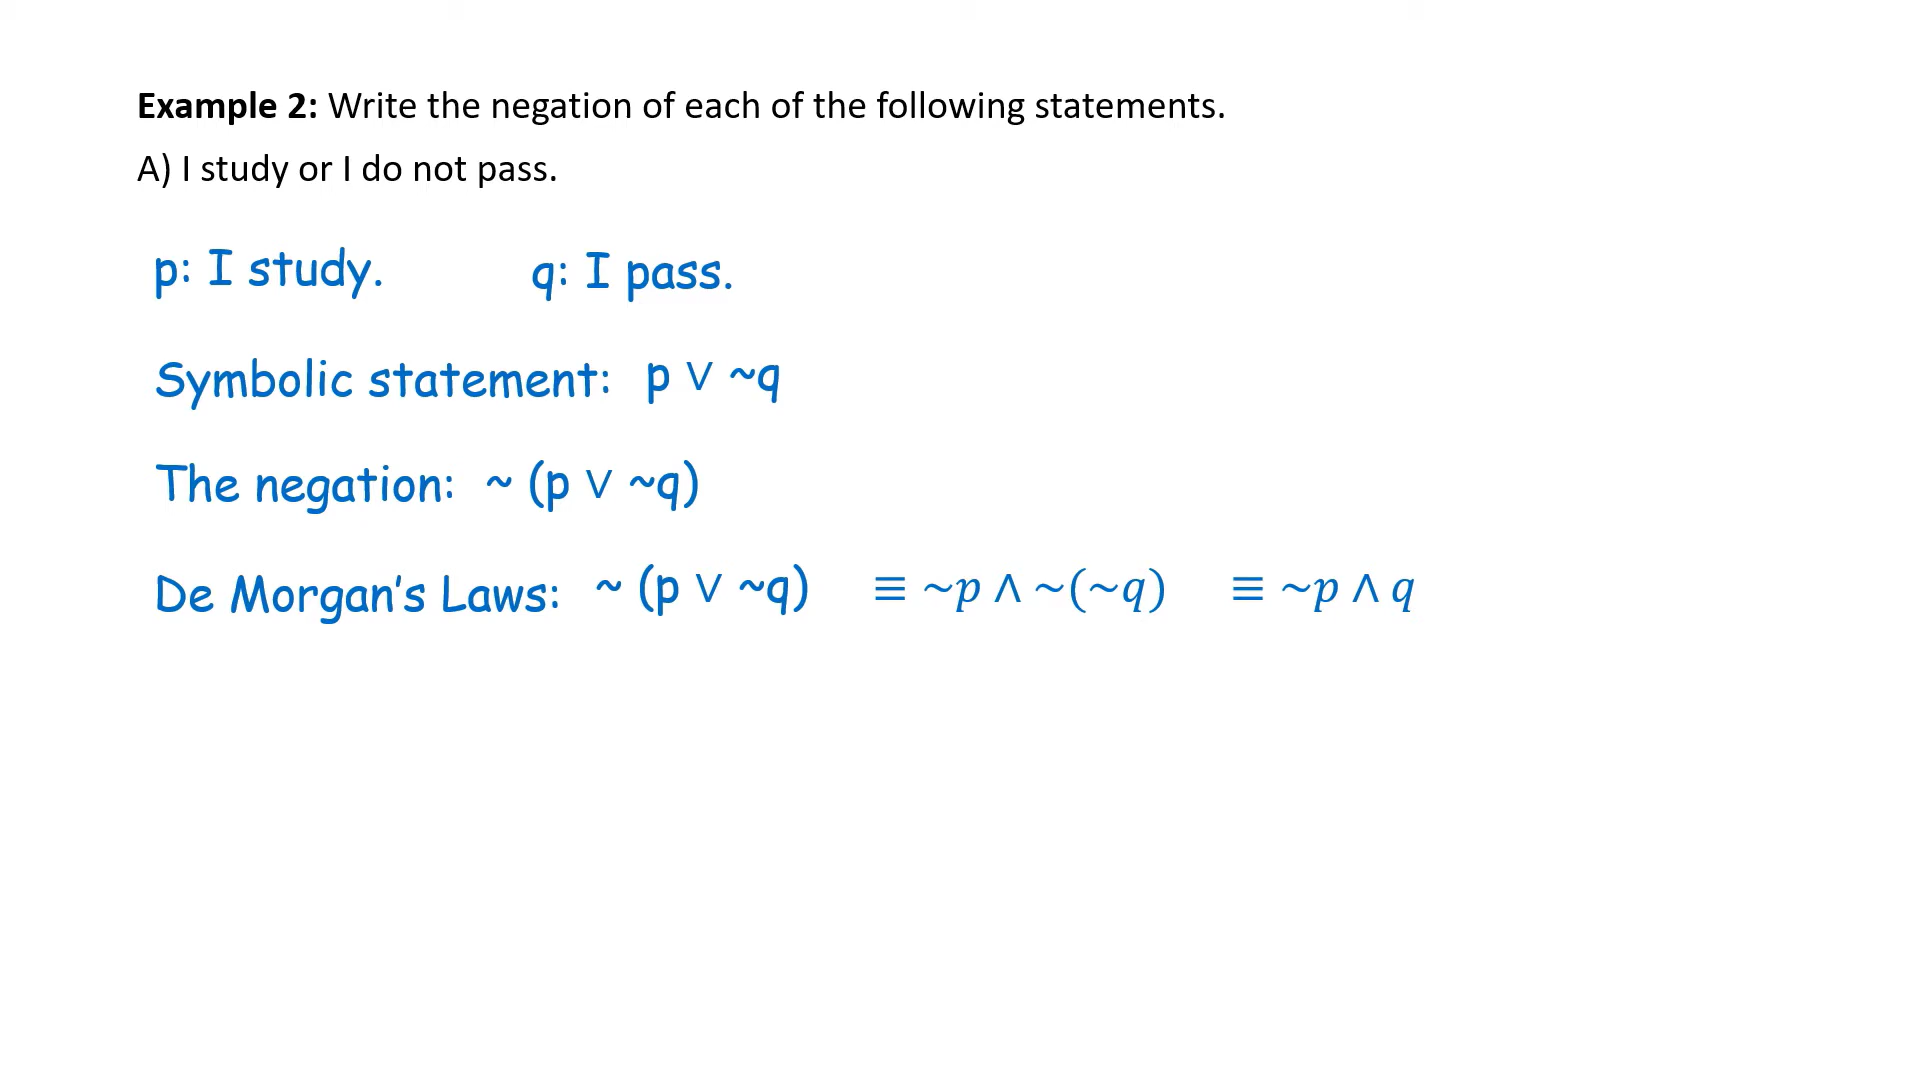 Example 2: Write the negation of each of the following statements.
A) I study or I do not pass.
p: I study. q: I pass.
Symbolic statement: p ∨ ~q
The negation: ~ (p ∨ ~q)
De Morgan's Laws: ~ (p ∨ ~q) ≡ ~p ∧ ~(~q) ≡ ~p ∧ q